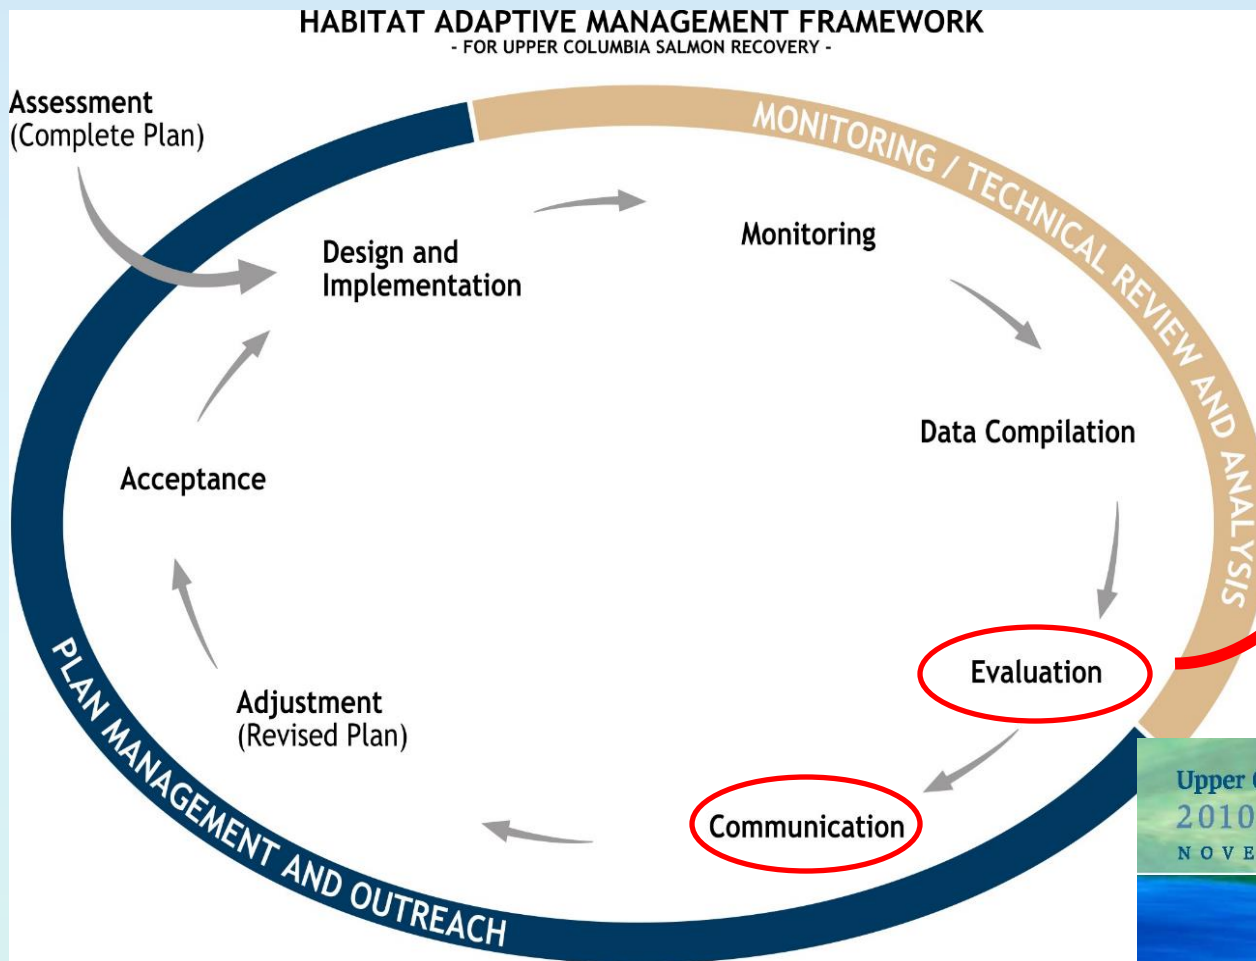 HABITAT ADAPTIVE MANAGEMENT FRAMEWORK
- FOR UPPER COLUMBIA SALMON RECOVERY -
Assessment
(Complete Plan)
MONITORING / TECHNICAL REVIEW AND ANALYSIS
Design and
Implementation
Monitoring
Data Compilation
Acceptance
Evaluation
Adjustment
(Revised Plan)
Communication
PLAN MANAGEMENT AND OUTREACH
Upper
2010